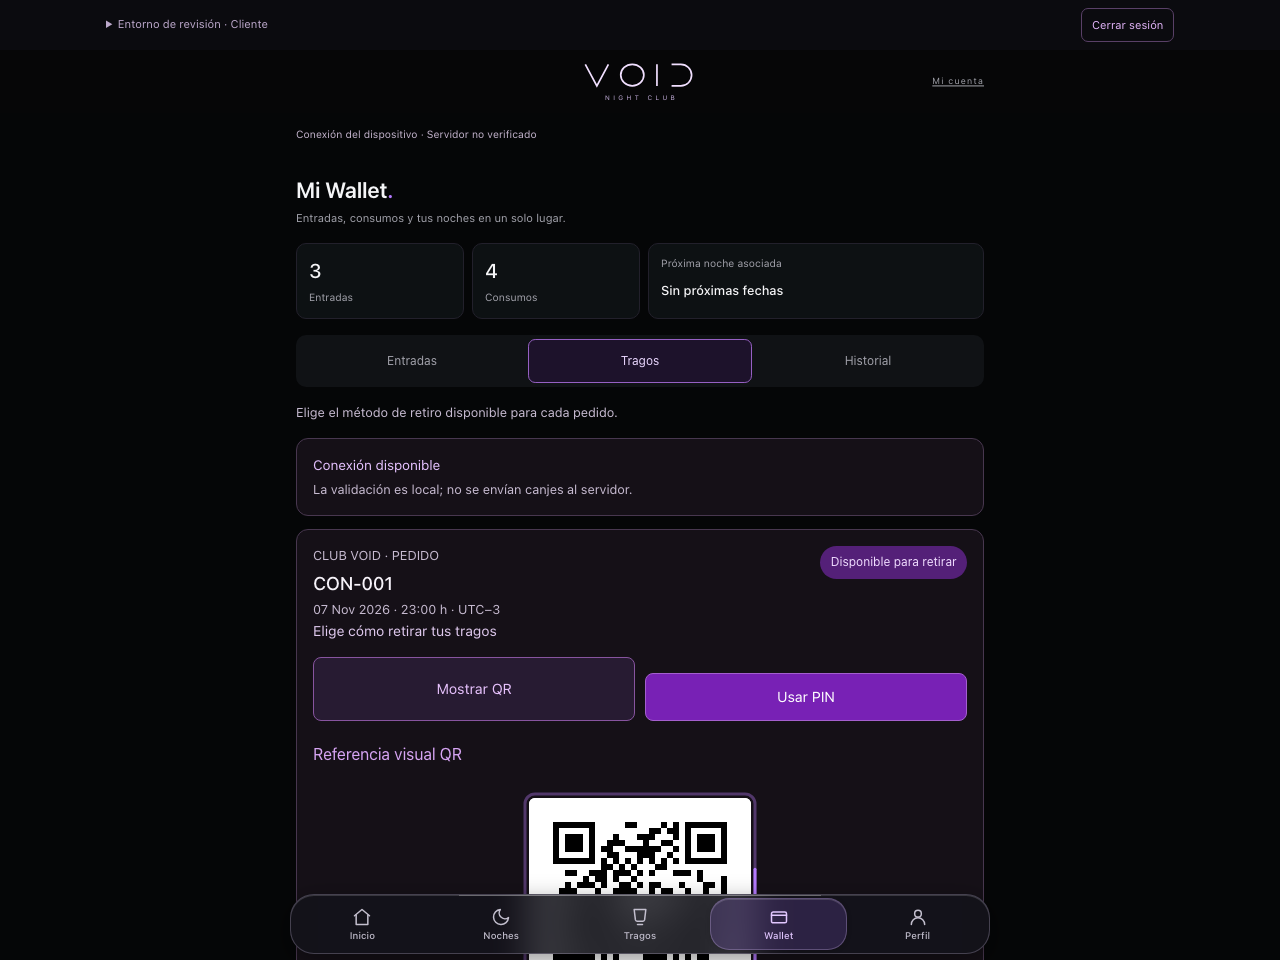 ▶ Entorno de revisión · Cliente
Cerrar sesión
VOID
NIGHT CLUB
Mi cuenta
Conexión del dispositivo · Servidor no verificado
Mi Wallet.
Entradas, consumos y tus noches en un solo lugar.
3
Entradas
4
Consumos
Próxima noche asociada
Sin próximas fechas
Entradas
Tragos
Historial
Elige el método de retiro disponible para cada pedido.
Conexión disponible
La validación es local; no se envían canjes al servidor.
CLUB VOID · PEDIDO
Disponible para retirar
CON-001
07 Nov 2026 · 23:00 h · UTC−3
Elige cómo retirar tus tragos
Mostrar QR
Usar PIN
Referencia visual QR
Inicio
Noches
Tragos
Wallet
Perfil